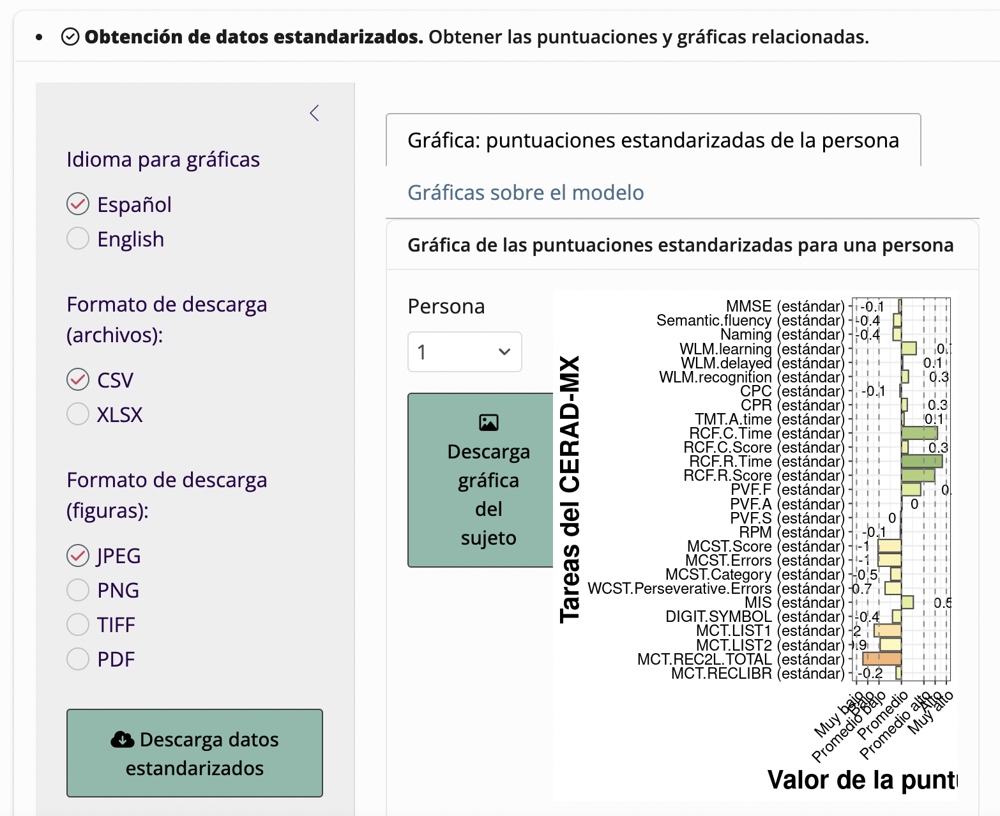 Obtención de datos estandarizados. Obtener las puntuaciones y gráficas relacionadas.
Idioma para gráficas
Español
English
Formato de descarga
(archivos):
CSV
XLSX
Formato de descarga
(figuras):
JPEG
PNG
TIFF
PDF
Descarga datos
estandarizados
Gráfica: puntuaciones estandarizadas de la persona
Gráficas sobre el modelo
Gráfica de las puntuaciones estandarizadas para una persona
Persona
1
Descarga
gráfica
del
sujeto
Tareas del CERAD-MX
MMSE (estándar) -0.1
Semantic.fluency (estándar) -0.4
Naming (estándar) -0.4
WLM.learning (estándar)
WLM.delayed (estándar) 0.1
WLM.recognition (estándar) 0.3
CPC (estándar) -0.1
CPR (estándar) 0.3
TMT.A.time (estándar) 0.1
RCF.C.Time (estándar)
RCF.C.Score (estándar) 0.3
RCF.R.Time (estándar)
RCF.R.Score (estándar)
PVF.F (estándar)
PVF.A (estándar) 0
PVF.S (estándar) 0
RPM (estándar) -0.1
MCST.Score (estándar) -1
MCST.Errors (estándar) -1
MCST.Category (estándar) -0.5
WCST.Perseverative.Errors (estándar) 0.7
MIS (estándar) 0.5
DIGIT.SYMBOL (estándar) -0.4
MCT.LIST1 (estándar) 2
MCT.LIST2 (estándar) .9
MCT.REC2L.TOTAL (estándar)
MCT.RECLIBR (estándar) -0.2
Muy bajo
Bajo
Promedio bajo
Promedio
Promedio alto
Alto
Muy alto
Valor de la punt